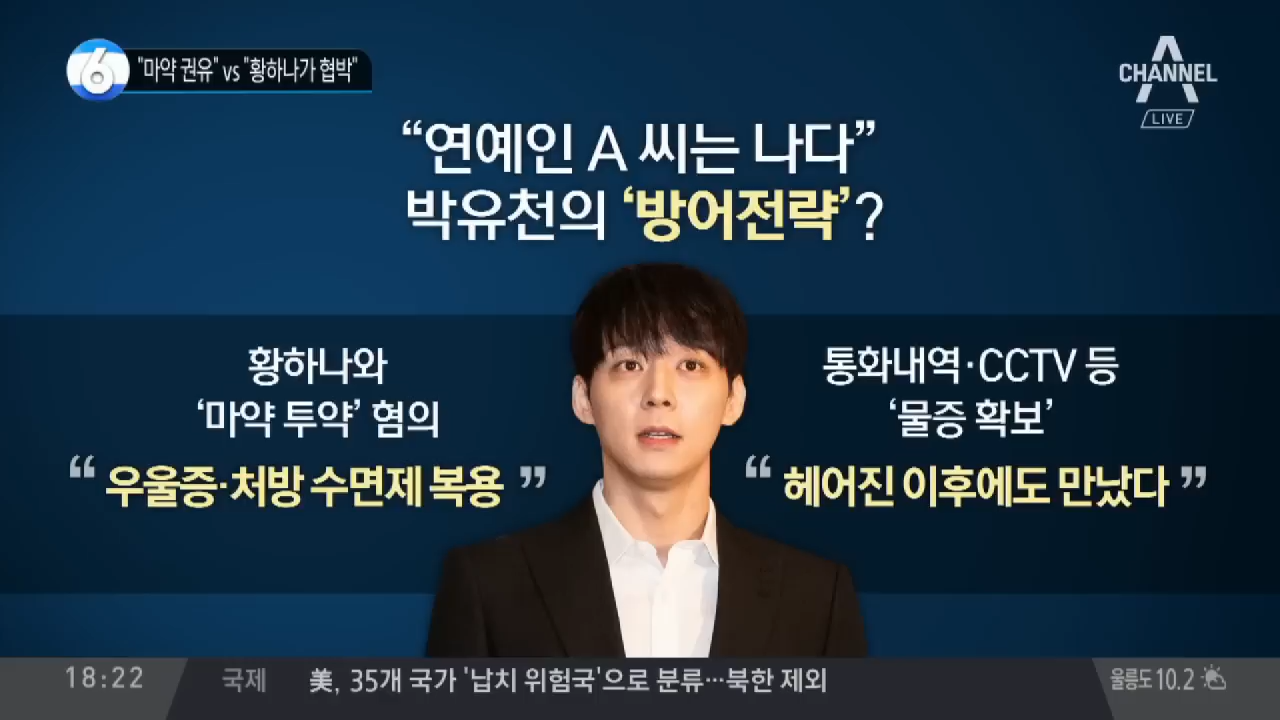 6 "마약 권유" vs "황하나가 협박"
CHANNEL A
LIVE
“연예인 A 씨는 나다”
박유천의 ‘방어전략’?
황하나와
‘마약 투약’ 혐의
“ 우울증·처방 수면제 복용 ”
통화내역·CCTV 등
‘물증 확보’
“ 헤어진 이후에도 만났다 ”
18:22 국제 美, 35개 국가 '납치 위험국'으로 분류…북한 제외 울릉도 10.2